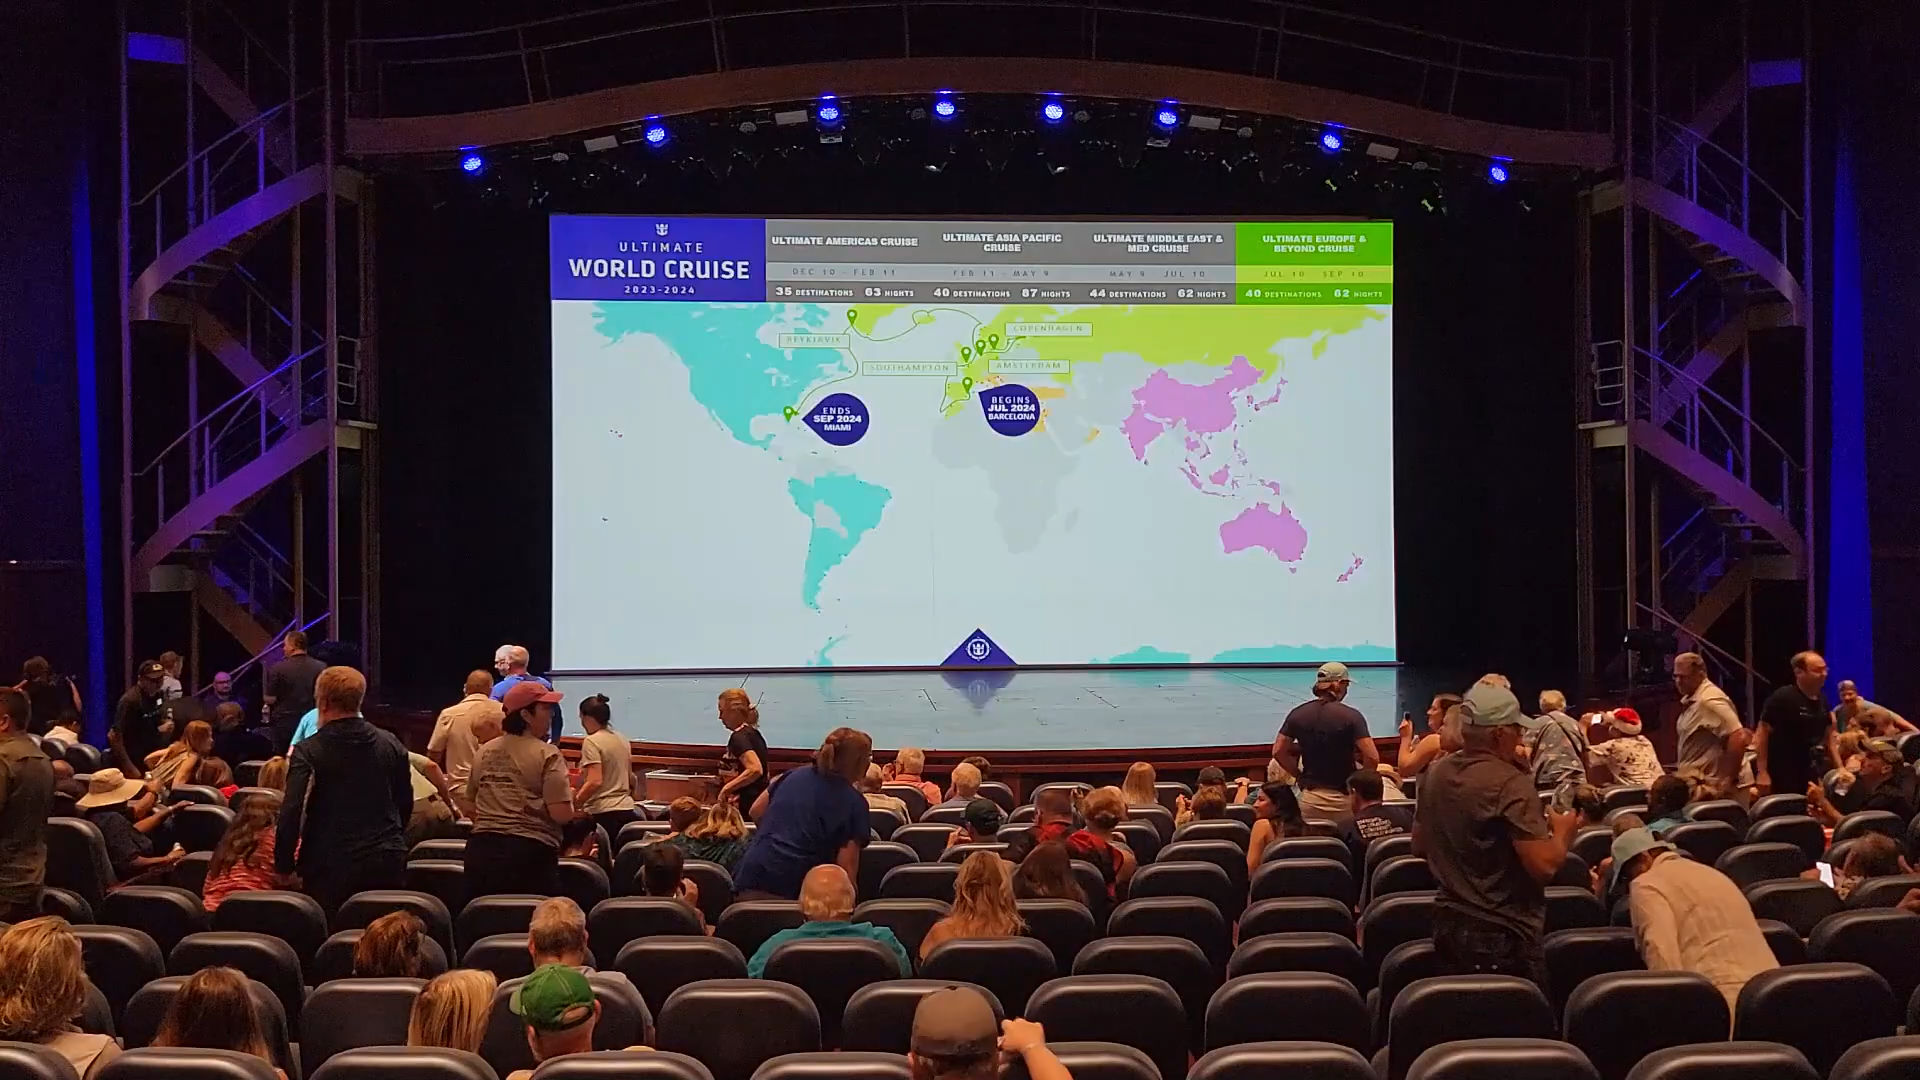 ULTIMATE
WORLD CRUISE
2023-2024
ULTIMATE AMERICAS CRUISE
DEC 10 - FEB 11
35 DESTINATIONS 63 NIGHTS
ULTIMATE ASIA PACIFIC
CRUISE
FEB 11 - MAY 9
40 DESTINATIONS 87 NIGHTS
ULTIMATE MIDDLE EAST &
MED CRUISE
MAY 9 JUL 10
44 DESTINATIONS 62 NIGHTS
ULTIMATE EUROPE &
BEYOND CRUISE
JUL 10 - SEP 10
40 DESTINATIONS 62 NIGHTS
COPENHAGEN
REYKJAVIK
SOUTHAMPTON
AMSTERDAM
ENDS
SEP 2024
MIAMI
BEGINS
JUL 2024
BARCELONA